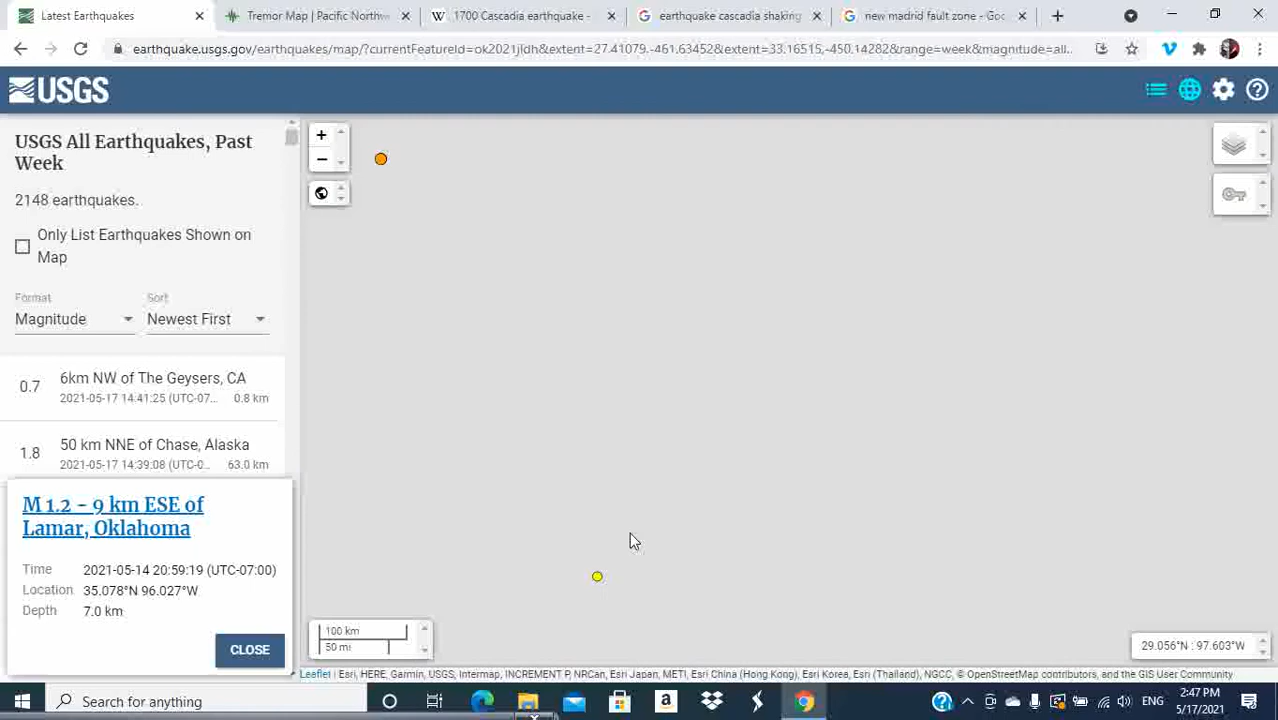 Latest Earthquakes
Tremor Map | Pacific Northw
W 1700 Cascadia earthquake -
earthquake cascadia shaking
new madrid fault zone - Goo
earthquake.usgs.gov/earthquakes/map/?currentFeatureId=ok2021jldh&extent=27.41079,-461.63452&extent=33.16515,-450.14282&range=week&magnitude=all...
USGS
USGS All Earthquakes, Past
Week
2148 earthquakes.
Only List Earthquakes Shown on
Map
Format
Sort
Magnitude
Newest First
0.7
6km NW of The Geysers, CA
2021-05-17 14:41:25 (UTC-07...
0.8 km
1.8
50 km NNE of Chase, Alaska
2021-05-17 14:39:08 (UTC-0...
63.0 km
M 1.2 - 9 km ESE of
Lamar, Oklahoma
Time 2021-05-14 20:59:19 (UTC-07:00)
Location 35.078°N 96.027°W
Depth 7.0 km
CLOSE
+
−
100 km
50 mi
29.056°N : 97.603°W
Leaflet | Esri, HERE, Garmin, USGS, Intermap, INCREMENT P, NRCan, Esri Japan, METI, Esri China (Hong Kong), Esri Korea, Esri (Thailand), NGCC, © OpenStreetMap contributors, and the GIS User Community
Search for anything
ENG
2:47 PM
5/17/2021